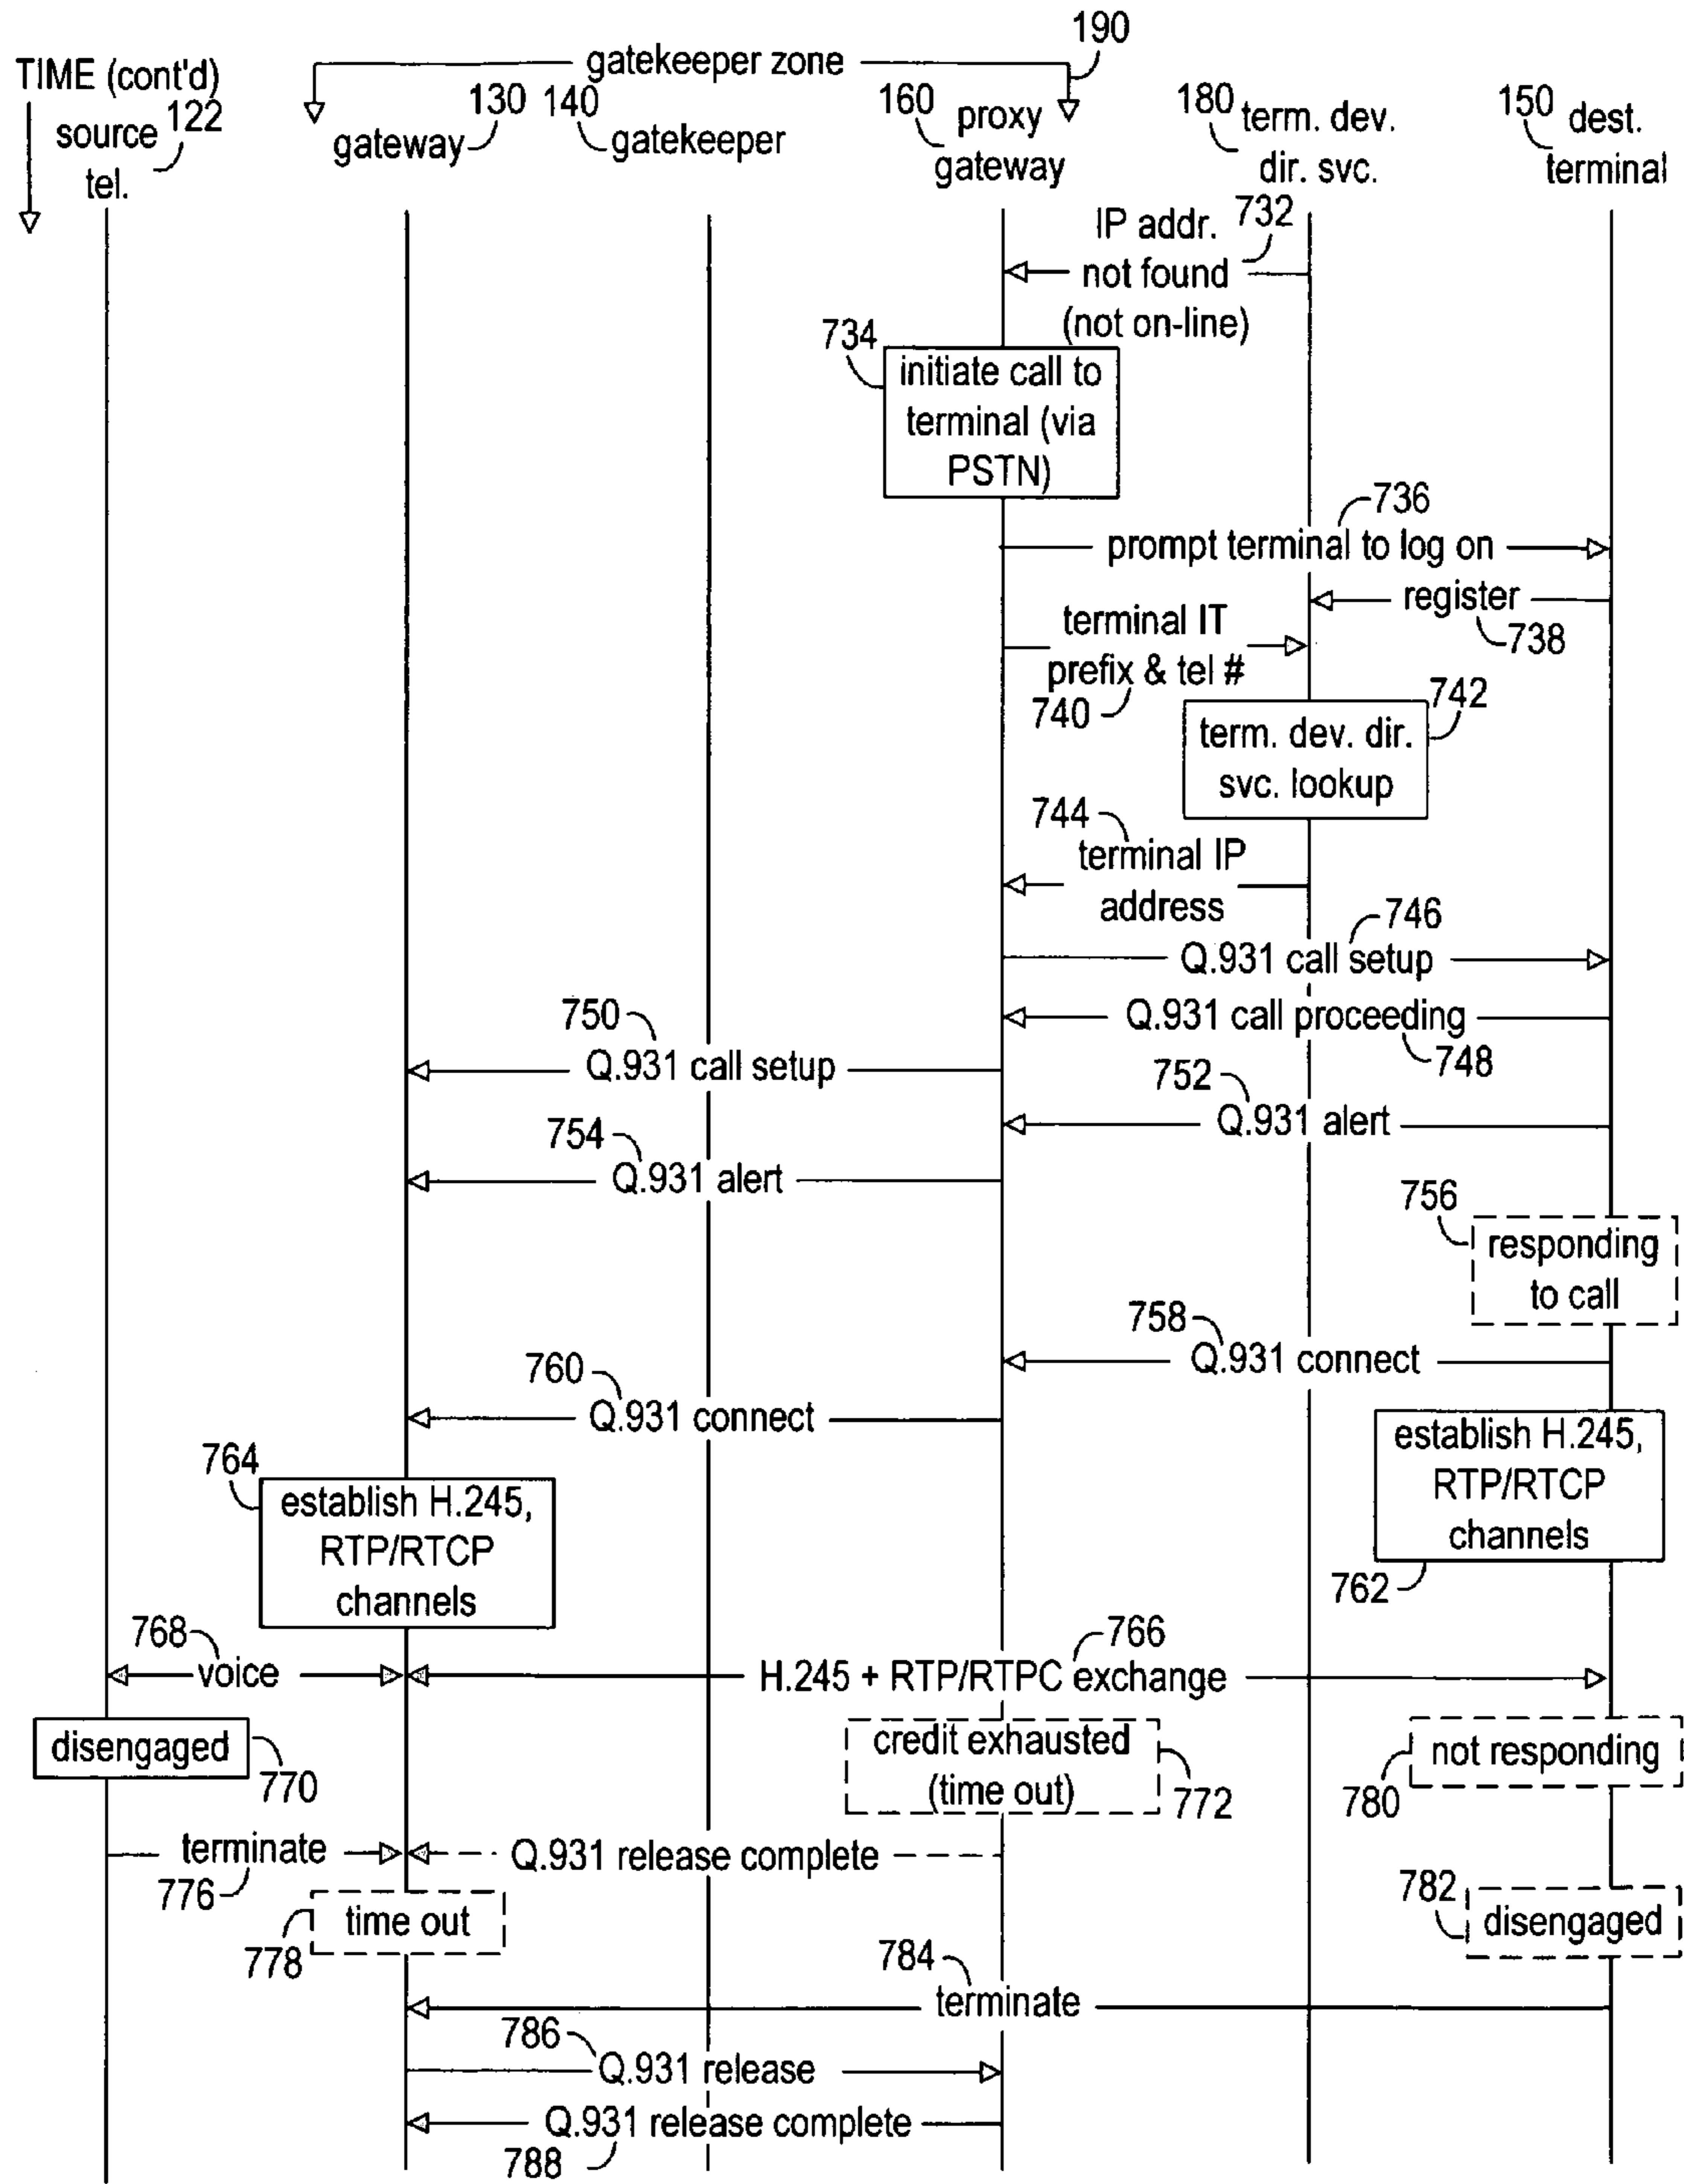 190
gatekeeper zone
TIME (cont'd)
source 122
tel.
gateway 130
140 gatekeeper
160 proxy
gateway
180 term. dev.
dir. svc.
150 dest.
terminal
IP addr. 732
not found
(not on-line)
734
initiate call to
terminal (via
PSTN)
736
prompt terminal to log on
register
738
terminal IT
prefix & tel #
740
742
term. dev. dir.
svc. lookup
744
terminal IP
address
746
Q.931 call setup
Q.931 call proceeding
748
750
Q.931 call setup
752
Q.931 alert
754
Q.931 alert
756
responding
to call
758
Q.931 connect
760
Q.931 connect
establish H.245,
RTP/RTCP
channels
762
764
establish H.245,
RTP/RTCP
channels
768
voice
766
H.245 + RTP/RTPC exchange
disengaged
770
credit exhausted
(time out)
772
not responding
780
terminate
776
Q.931 release complete
time out
778
782
disengaged
784
terminate
786
Q.931 release
Q.931 release complete
788